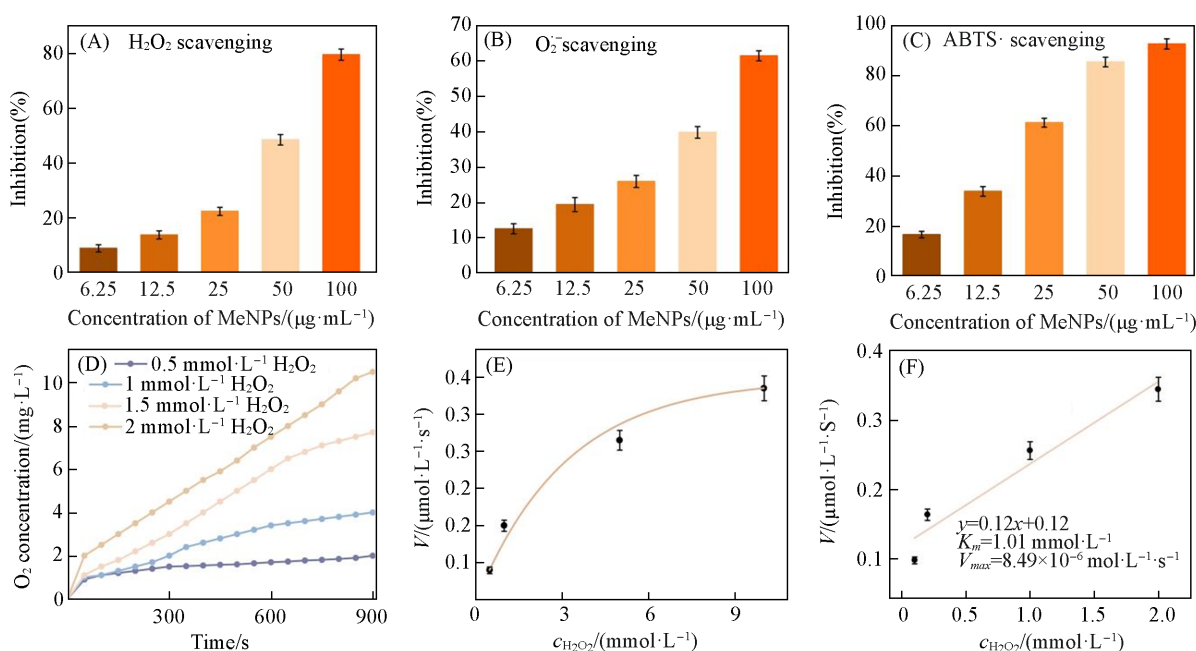 (A) H₂O₂ scavenging
Inhibition(%)
80
60
40
20
0
6.25 12.5 25 50 100
Concentration of MeNPs/(μg·mL⁻¹)
(B) O₂·⁻scavenging
Inhibition(%)
70
60
50
40
30
20
10
0
6.25 12.5 25 50 100
Concentration of MeNPs/(μg·mL⁻¹)
(C) ABTS· scavenging
Inhibition(%)
100
80
60
40
20
0
6.25 12.5 25 50 100
Concentration of MeNPs/(μg·mL⁻¹)
(D) 0.5 mmol·L⁻¹ H₂O₂
1 mmol·L⁻¹ H₂O₂
1.5 mmol·L⁻¹ H₂O₂
2 mmol·L⁻¹ H₂O₂
O₂ concentration/(mg·L⁻¹)
10
8
6
4
2
0
300 600 900
Time/s
(E)
V/(μmol·L⁻¹·s⁻¹)
0.4
0.3
0.3
0.2
0.2
0.1
0 3 6 9
c_H₂O₂/(mmol·L⁻¹)
(F)
V/(μmol·L⁻¹·S⁻¹)
0.4
0.3
0.2
0.1
y=0.12x+0.12
Kₘ=1.01 mmol·L⁻¹
Vₘₐₓ=8.49×10⁻⁶ mol·L⁻¹·s⁻¹
0.0 0.5 1.0 1.5 2.0
c_H₂O₂/(mmol·L⁻¹)